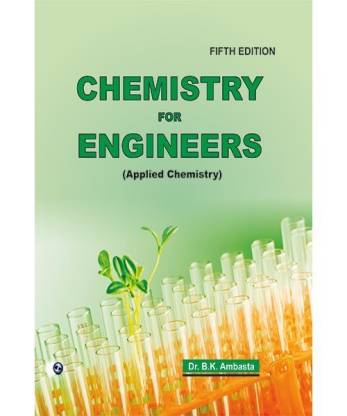 FIFTH EDITION
CHEMISTRY
FOR
ENGINEERS
(Applied Chemistry)
Dr. B.K. Ambasta